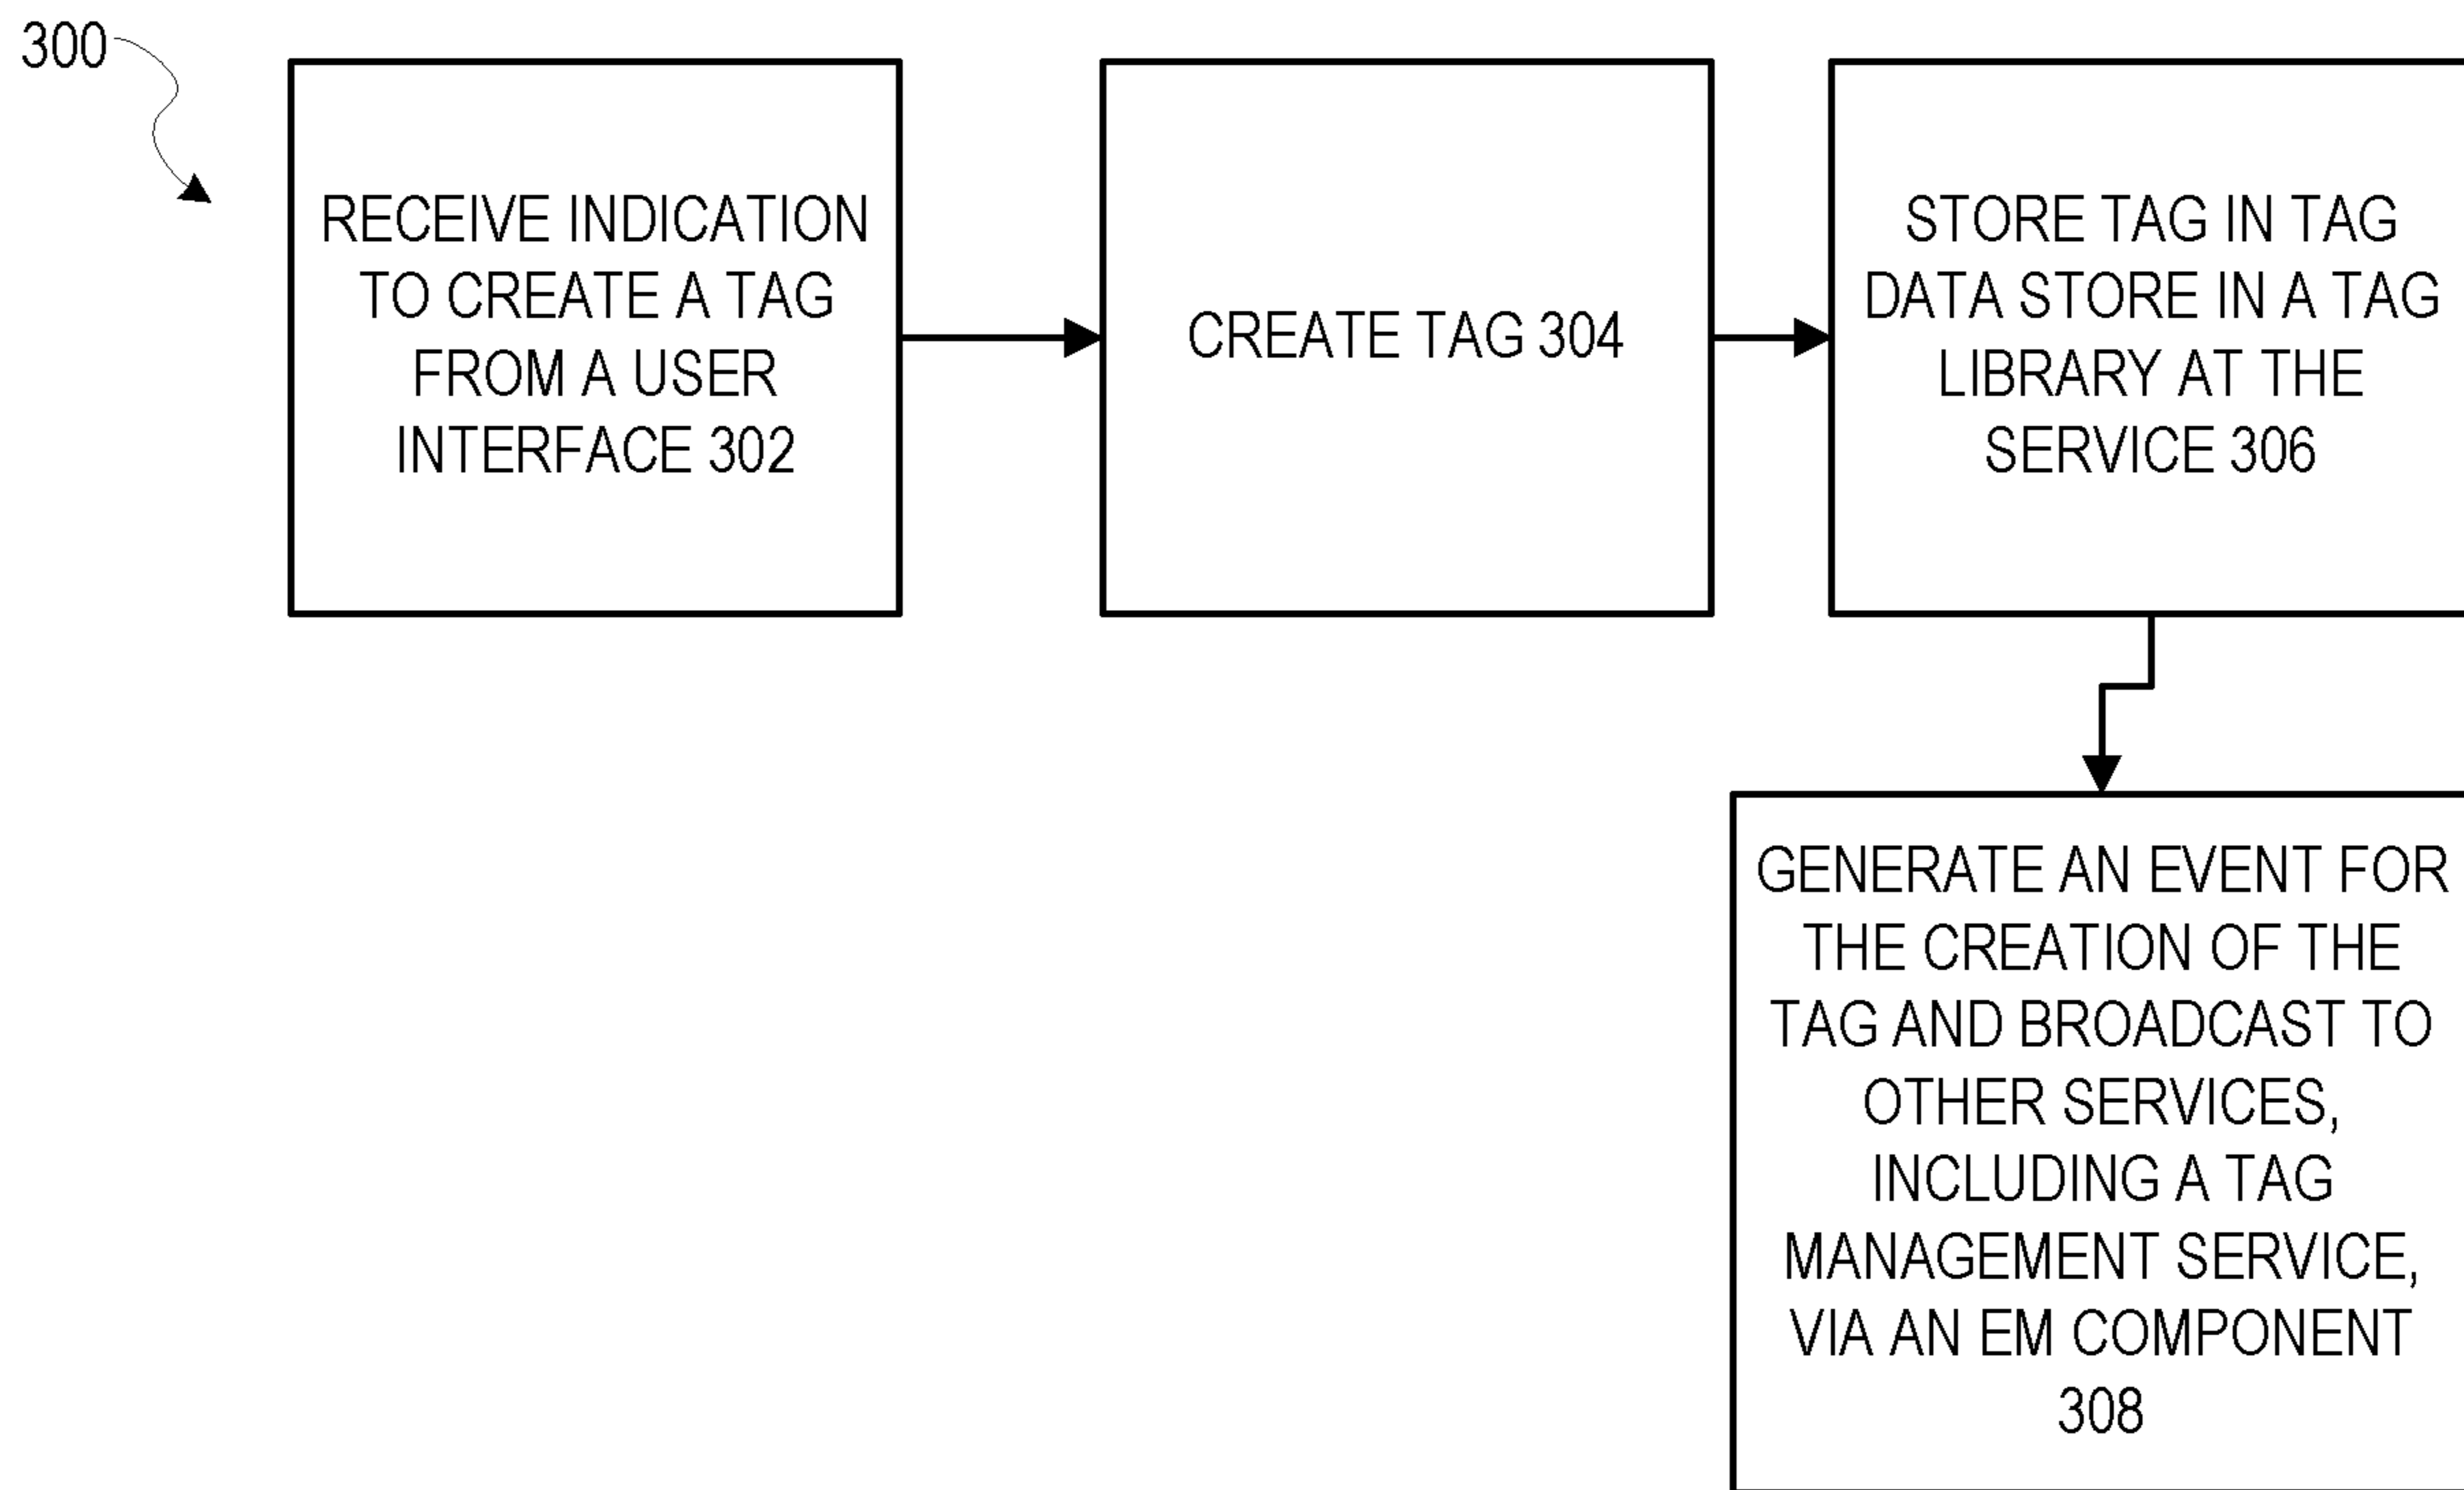 300
RECEIVE INDICATION
TO CREATE A TAG
FROM A USER
INTERFACE 302
CREATE TAG 304
STORE TAG IN TAG
DATA STORE IN A TAG
LIBRARY AT THE
SERVICE 306
GENERATE AN EVENT FOR
THE CREATION OF THE
TAG AND BROADCAST TO
OTHER SERVICES,
INCLUDING A TAG
MANAGEMENT SERVICE,
VIA AN EM COMPONENT
308